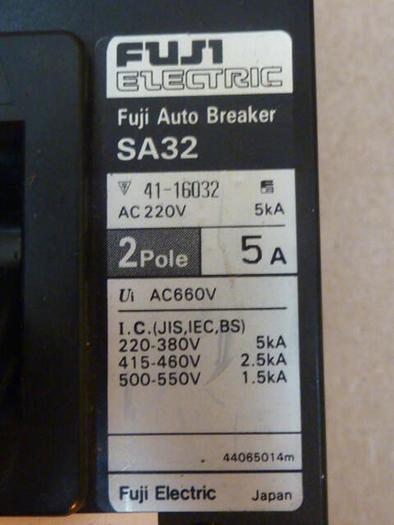 FUJI
ELECTRIC
Fuji Auto Breaker
SA32
41-16032
AC 220V 5kA
2Pole 5A
Ui AC660V
I.C.(JIS,IEC,BS)
220-380V 5kA
415-460V 2.5kA
500-550V 1.5kA
44065014m
Fuji Electric Japan